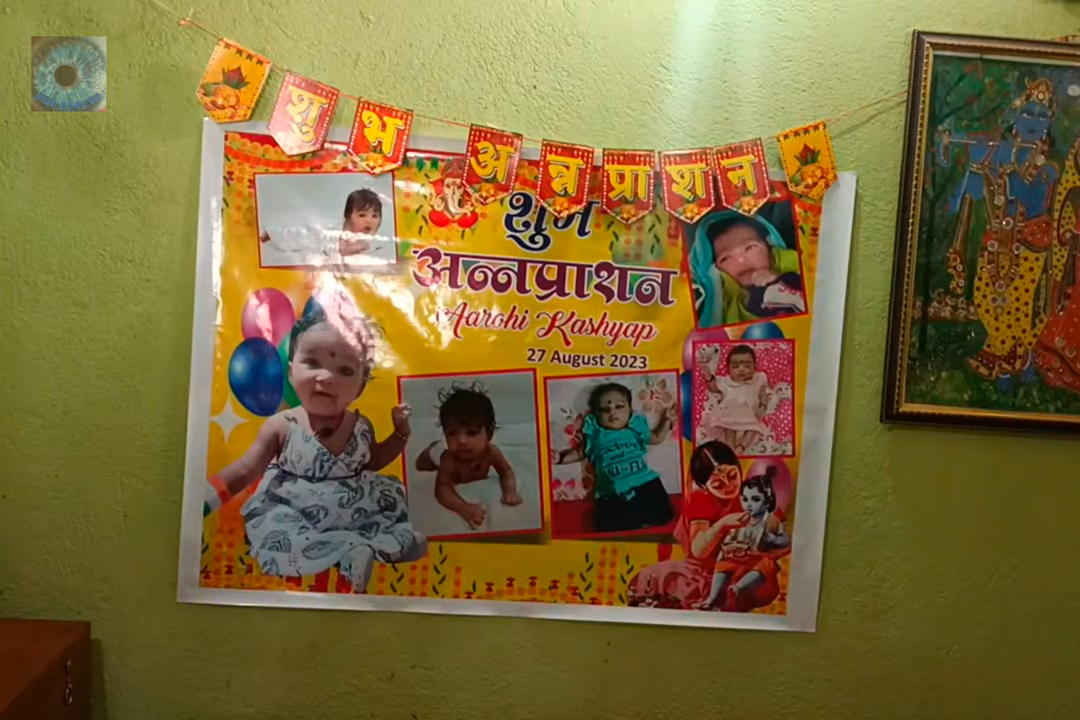 शुभ अन्नप्राशन
शुभ
अन्नप्राशन
Aarohi Kashyap
27 August 2023